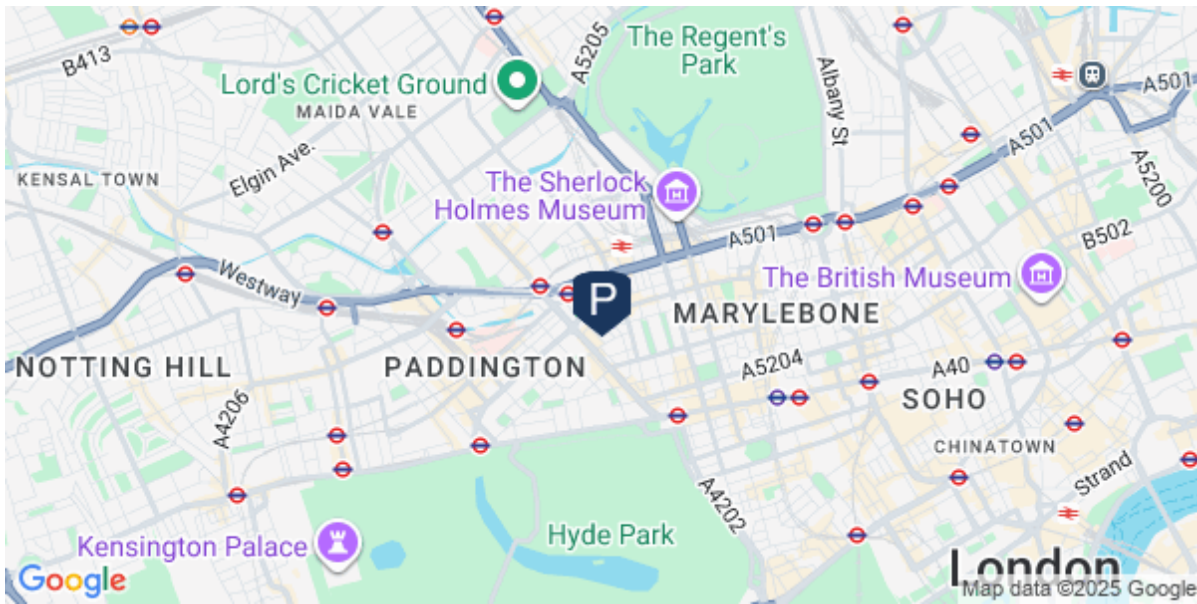 B413
A5205
The Regent's
Park
Albany St
A501
Lord's Cricket Ground
MAIDA VALE
A501
A5200
Elgin Ave.
KENSAL TOWN
The Sherlock
Holmes Museum
A501
B502
Westway
P
The British Museum
MARYLEBONE
NOTTING HILL
PADDINGTON
A5204
A40
SOHO
A4206
CHINATOWN
Strand
A4202
Hyde Park
Kensington Palace
London
Google
Map data ©2025 Google